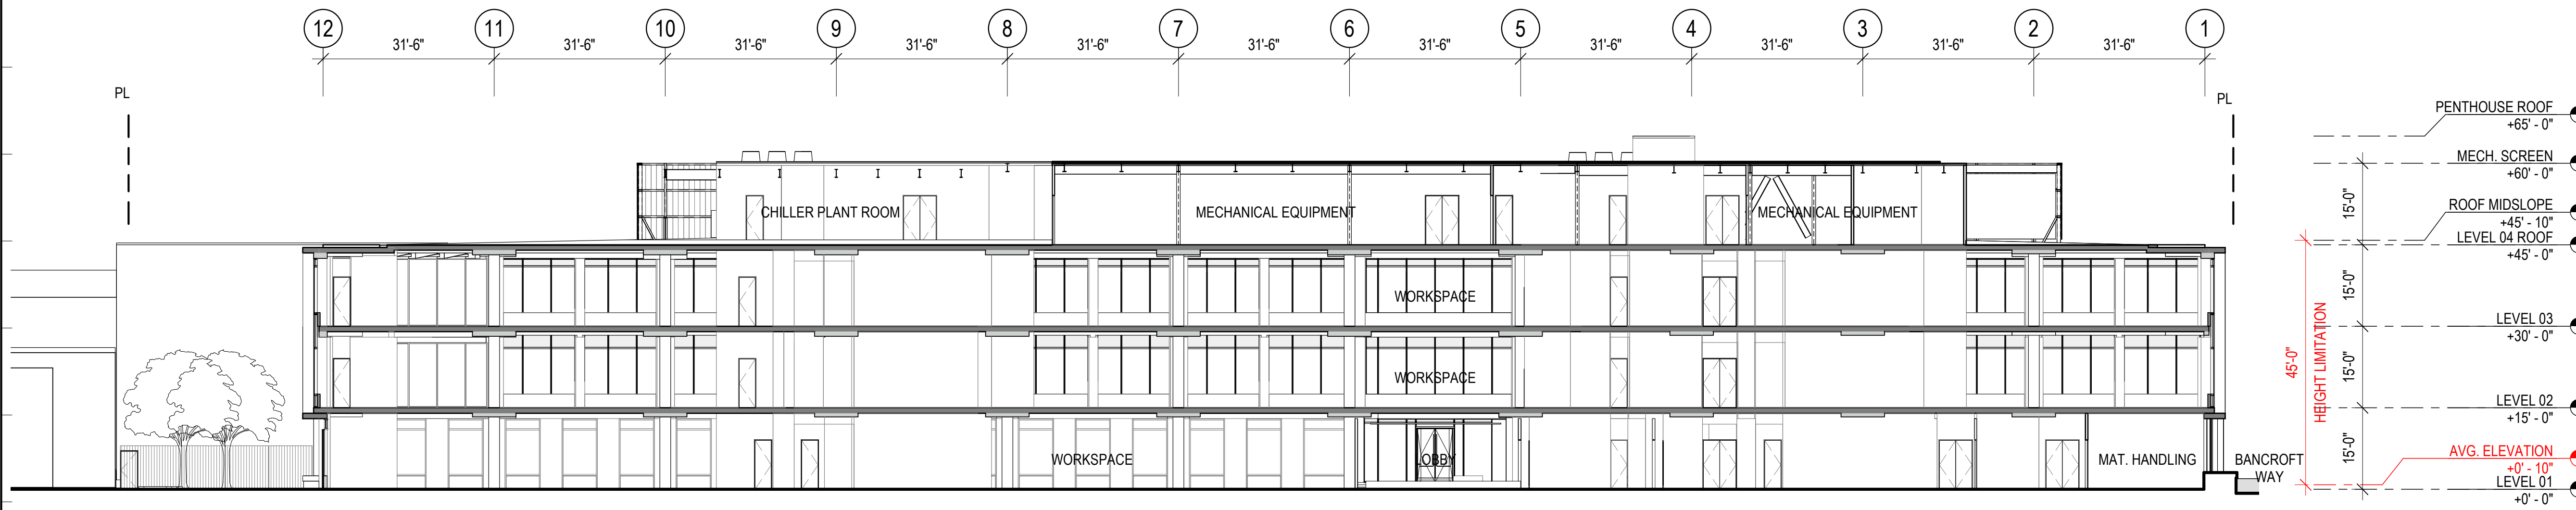 12
11
10
9
8
7
6
5
4
3
2
1
31'-6"
31'-6"
31'-6"
31'-6"
31'-6"
31'-6"
31'-6"
31'-6"
31'-6"
31'-6"
31'-6"
PL
PL
PENTHOUSE ROOF
+65' - 0"
MECH. SCREEN
+60' - 0"
ROOF MIDSLOPE
+45' - 10"
LEVEL 04 ROOF
+45' - 0"
LEVEL 03
+30' - 0"
LEVEL 02
+15' - 0"
AVG. ELEVATION
+0' - 10"
LEVEL 01
+0' - 0"
15'-0"
15'-0"
15'-0"
15'-0"
45'-0"
HEIGHT LIMITATION
CHILLER PLANT ROOM
MECHANICAL EQUIPMENT
MECHANICAL EQUIPMENT
WORKSPACE
WORKSPACE
WORKSPACE
LOBBY
MAT. HANDLING
BANCROFT
WAY